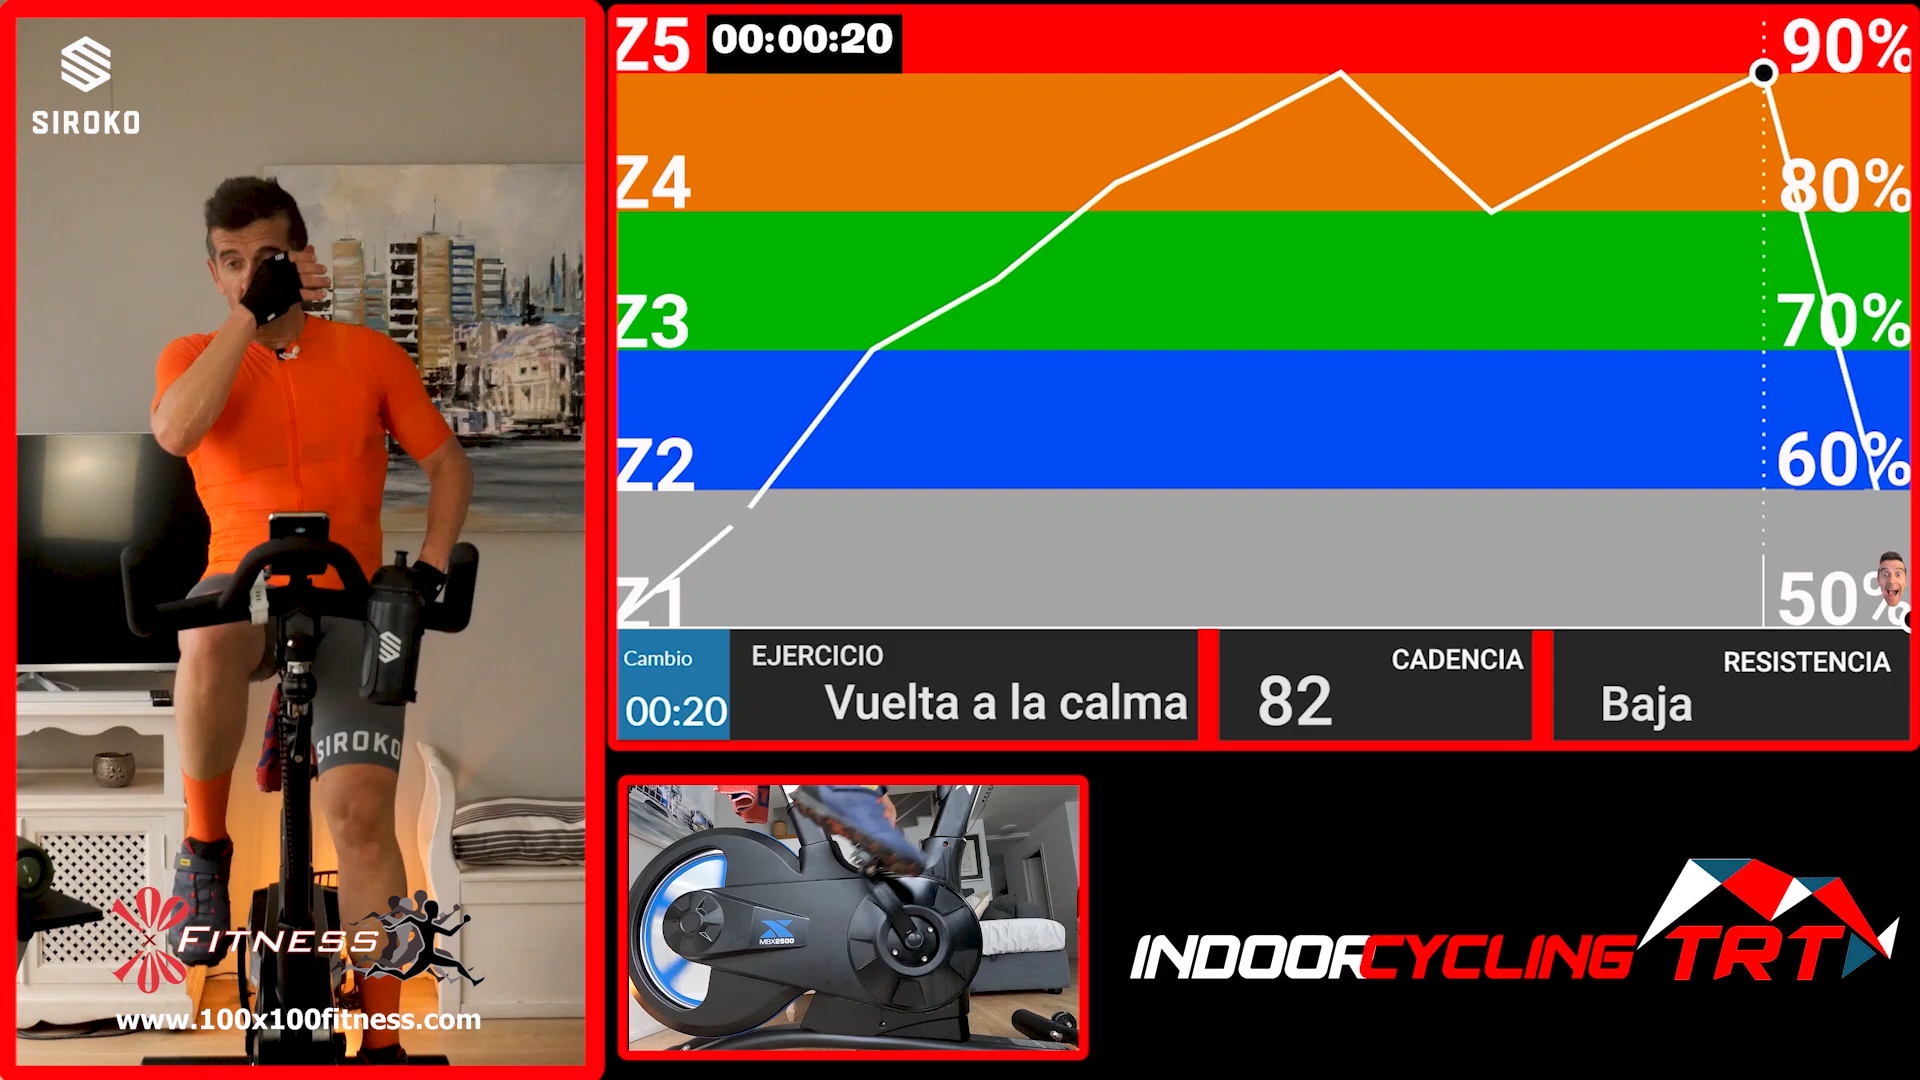 SIROKO
SIROKO
FITNESS
www.100x100fitness.com
Z5 00:00:20 90%
Z4 80%
Z3 70%
Z2 60%
Z1 50%
Cambio
00:20
EJERCICIO
Vuelta a la calma
CADENCIA
82
RESISTENCIA
Baja
MBX2500
INDOORCYCLING TRT